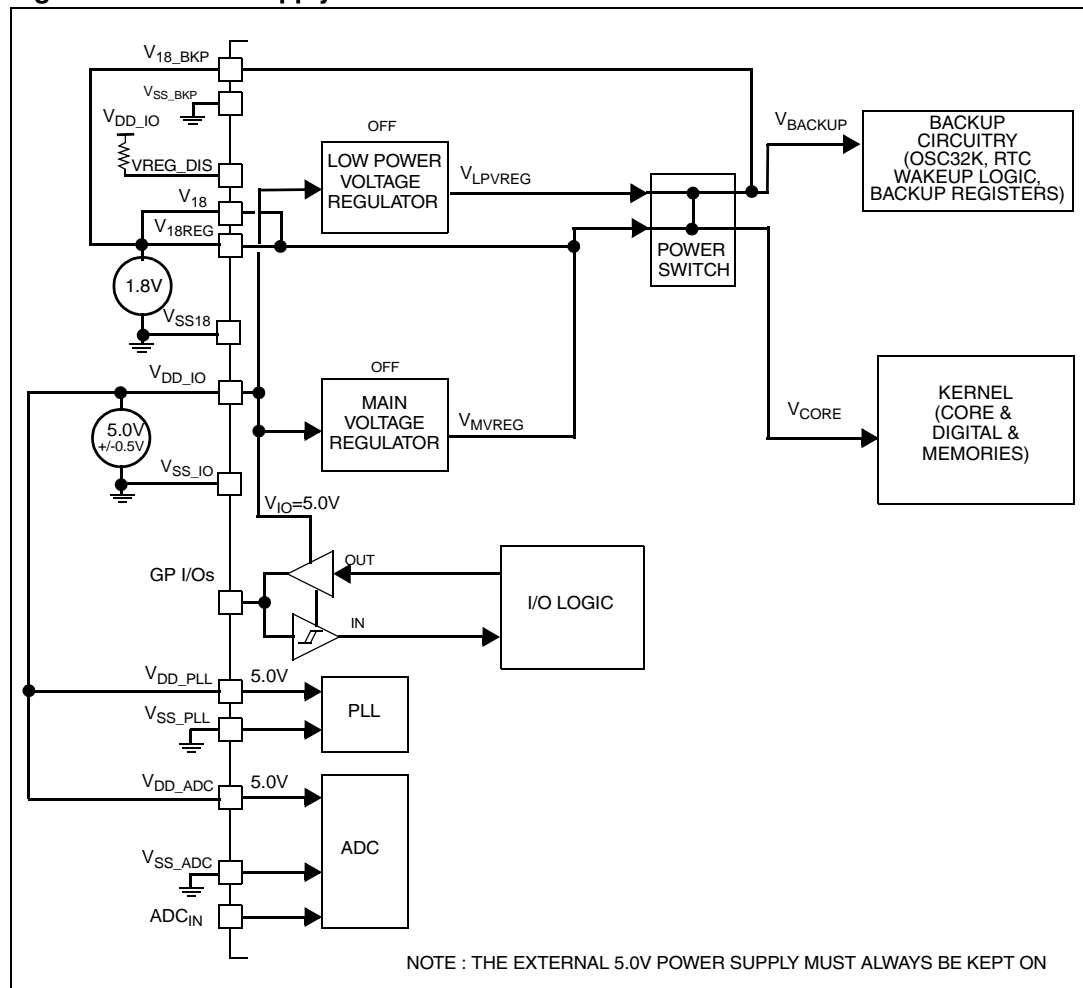 V18_BKP
VSS_BKP
VDD_IO
VREG_DIS
V18
V18REG
1.8V
VSS18
VDD_IO
5.0V
+/-0.5V
VSS_IO
OFF
LOW POWER
VOLTAGE
REGULATOR
VLPVREG
OFF
MAIN
VOLTAGE
REGULATOR
VMVREG
POWER
SWITCH
VBACKUP
BACKUP
CIRCUITRY
(OSC32K, RTC
WAKEUP LOGIC,
BACKUP REGISTERS)
VCORE
KERNEL
(CORE &
DIGITAL &
MEMORIES)
VIO=5.0V
GP I/Os
OUT
IN
I/O LOGIC
VDD_PLL
5.0V
VSS_PLL
PLL
VDD_ADC
5.0V
VSS_ADC
ADCIN
ADC
NOTE : THE EXTERNAL 5.0V POWER SUPPLY MUST ALWAYS BE KEPT ON